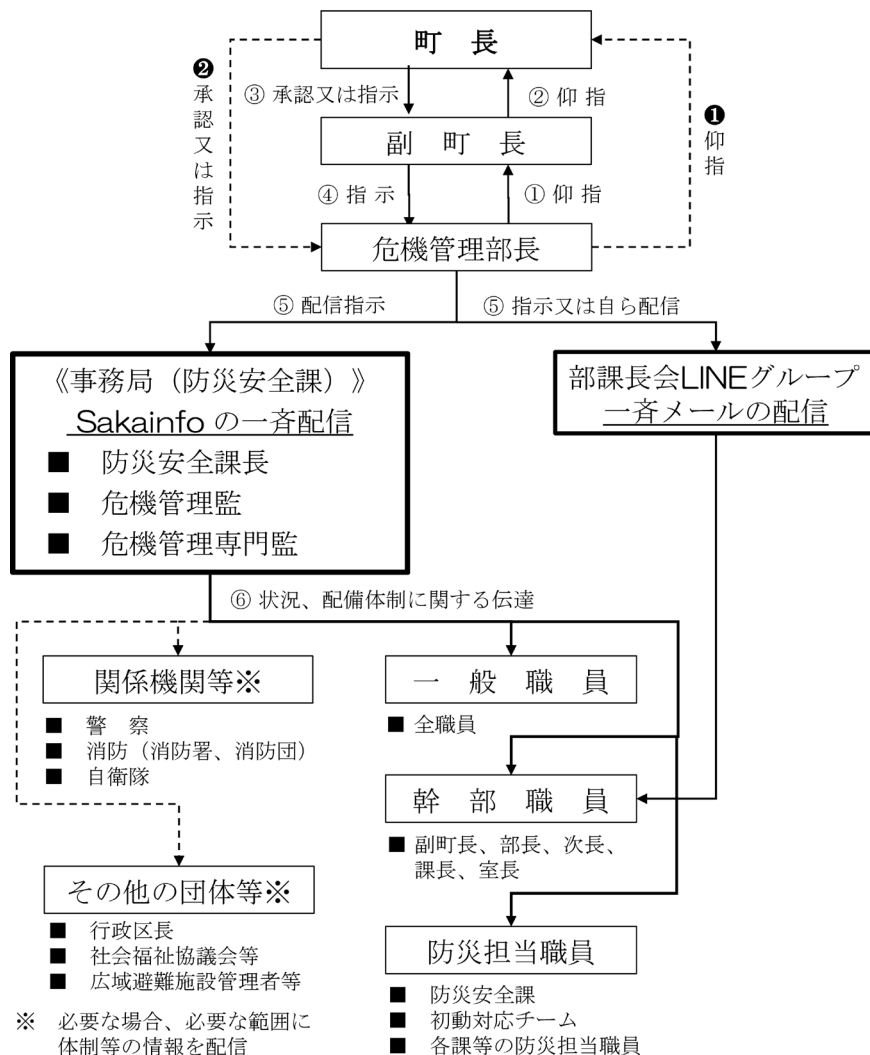 町 長
❷承認又は指示
③ 承認又は指示
② 仰 指
❶仰指
副 町 長
④ 指 示
① 仰 指
危機管理部長
⑤ 配信指示
⑤ 指示又は自ら配信
《事務局（防災安全課）》
Sakainfo の一斉配信
■ 防災安全課長
■ 危機管理監
■ 危機管理専門監
部課長会LINEグループ
一斉メールの配信
⑥ 状況、配備体制に関する伝達
関係機関等※
■ 警 察
■ 消防（消防署、消防団）
■ 自衛隊
一 般 職 員
■ 全職員
幹 部 職 員
■ 副町長、部長、次長、
課長、室長
その他の団体等※
■ 行政区長
■ 社会福祉協議会等
■ 広域避難施設管理者等
防災担当職員
■ 防災安全課
■ 初動対応チーム
■ 各課等の防災担当職員
※ 必要な場合、必要な範囲に
体制等の情報を配信